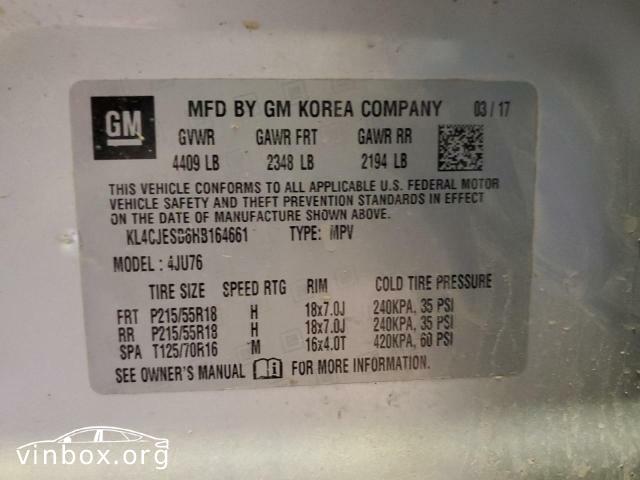 GM
MFD BY GM KOREA COMPANY 03/17
GVWR GAWR FRT GAWR RR
4409 LB 2348 LB 2194 LB
THIS VEHICLE CONFORMS TO ALL APPLICABLE U.S. FEDERAL MOTOR
VEHICLE SAFETY AND THEFT PREVENTION STANDARDS IN EFFECT
ON THE DATE OF MANUFACTURE SHOWN ABOVE.
KL4CJESB6HB164661 TYPE: MPV
MODEL: 4JU76
TIRE SIZE SPEED RTG RIM COLD TIRE PRESSURE
FRT P215/55R18 H 18x7.0J 240KPA, 35 PSI
RR P215/55R18 H 18x7.0J 240KPA, 35 PSI
SPA T125/70R16 M 16x4.0T 420KPA, 60 PSI
SEE OWNER'S MANUAL FOR MORE INFORMATION.
vinbox.org